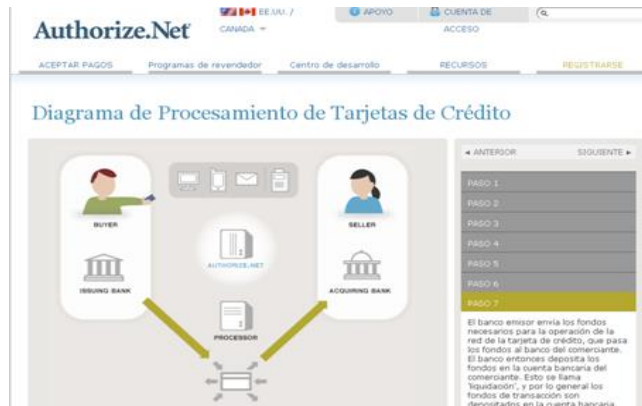 EE.UU. /
CANADA
APOYO
CUENTA DE
ACCESO
Authorize.Net
ACEPTAR PAGOS
Programas de revendedor
Centro de desarrollo
RECURSOS
REGISTRARSE
Diagrama de Procesamiento de Tarjetas de Crédito
BUYER
ISSUING BANK
AUTHORIZE.NET
PROCESSOR
SELLER
ACQUIRING BANK
◄ ANTERIOR
SIGUIENTE ►
PASO 1
PASO 2
PASO 3
PASO 4
PASO 5
PASO 6
PASO 7
El banco emisor envía los fondos
necesarios para la operación de la
red de la tarjeta de crédito, que pasa
los fondos al banco del comerciante.
El banco entonces deposita los
fondos en la cuenta bancaria del
comerciante. Esto se llama
'liquidación', y por lo general los
fondos de transacción son
depositados en la cuenta bancaria